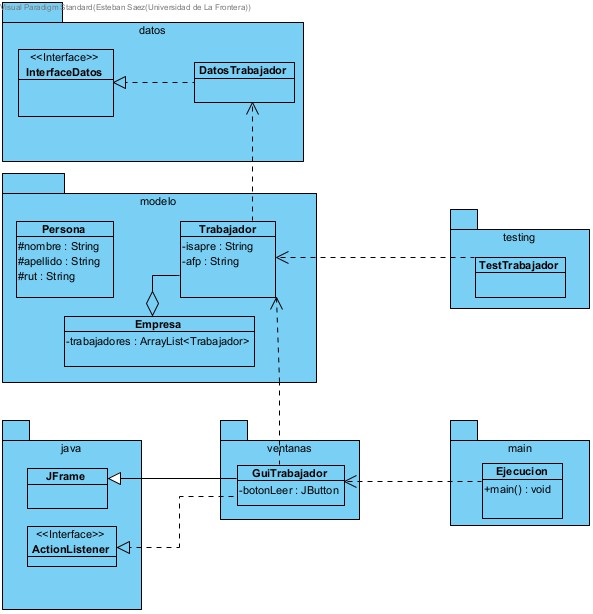 Visual Paradigm Standard(Esteban Saez(Universidad de La Frontera))
datos
<<Interface>>
InterfaceDatos
DatosTrabajador
modelo
Persona
#nombre : String
#apellido : String
#rut : String
Trabajador
-isapre : String
-afp : String
Empresa
-trabajadores : ArrayList<Trabajador>
testing
TestTrabajador
java
JFrame
<<Interface>>
ActionListener
ventanas
GuiTrabajador
-botonLeer : JButton
main
Ejecucion
+main() : void